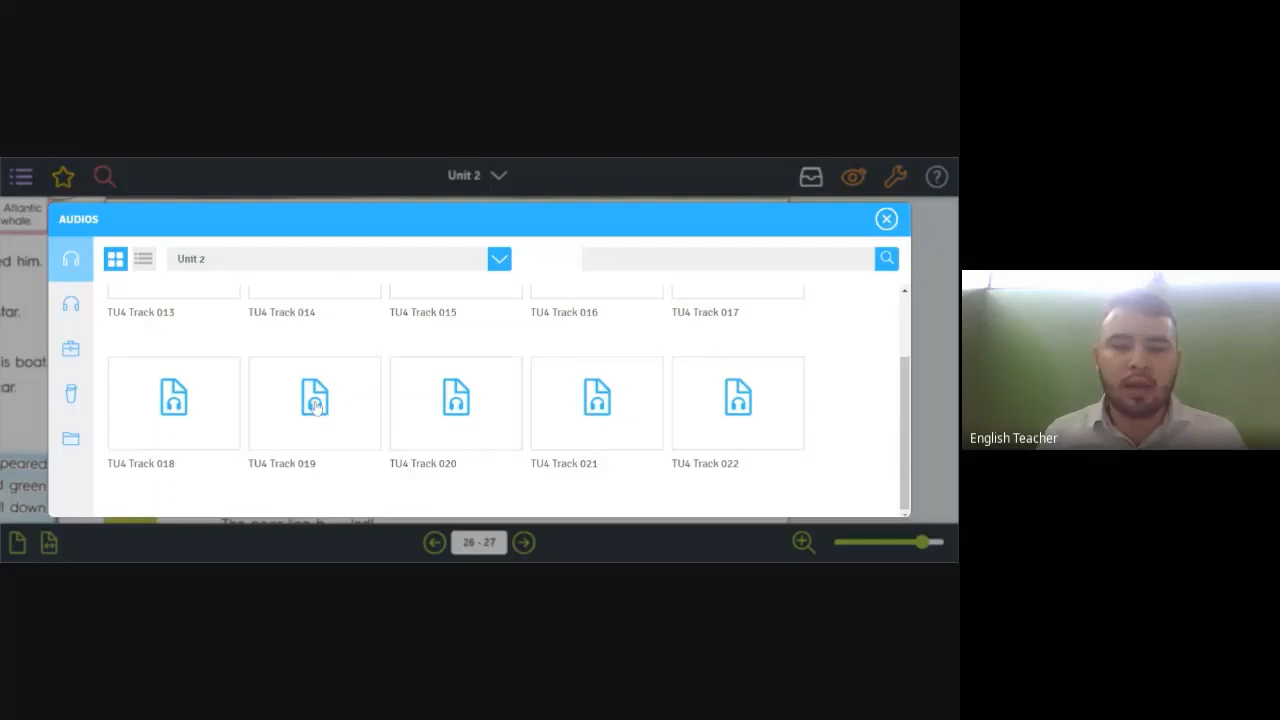 Unit 2
Atlantic
whale.
AUDIOS
ed him.
Unit 2
tar.
TU4 Track 013
TU4 Track 014
TU4 Track 015
TU4 Track 016
TU4 Track 017
is boat.
ar.
English Teacher
peared
TU4 Track 018
TU4 Track 019
TU4 Track 020
TU4 Track 021
TU4 Track 022
d green
ll down.
26 - 27